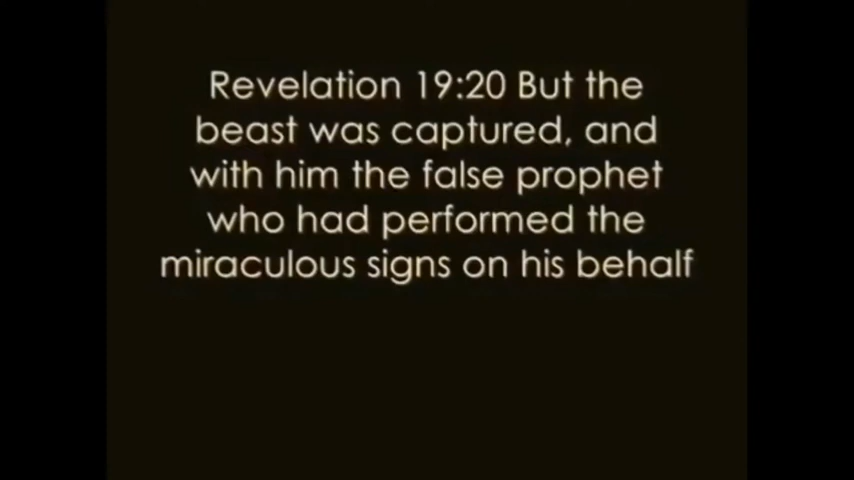 Revelation 19:20 But the
beast was captured, and
with him the false prophet
who had performed the
miraculous signs on his behalf